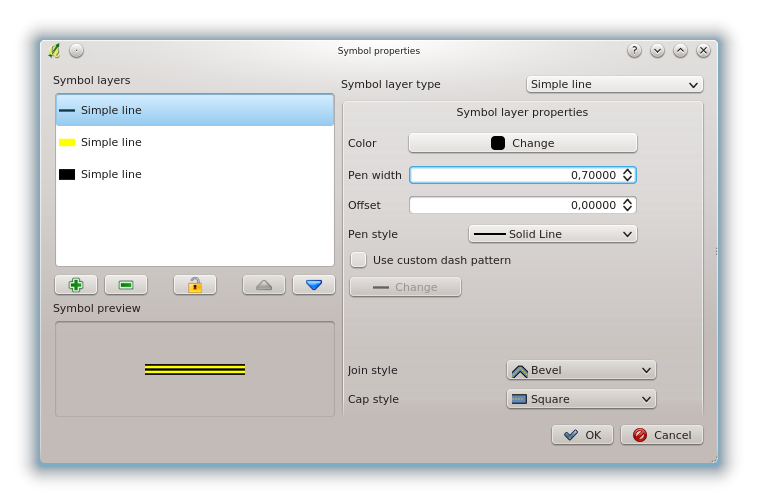 Symbol properties
?
Symbol layers
Simple line
Simple line
Simple line
Symbol preview
Symbol layer type Simple line
Symbol layer properties
Color Change
Pen width 0,70000
Offset 0,00000
Pen style Solid Line
Use custom dash pattern
Change
Join style Bevel
Cap style Square
OK Cancel